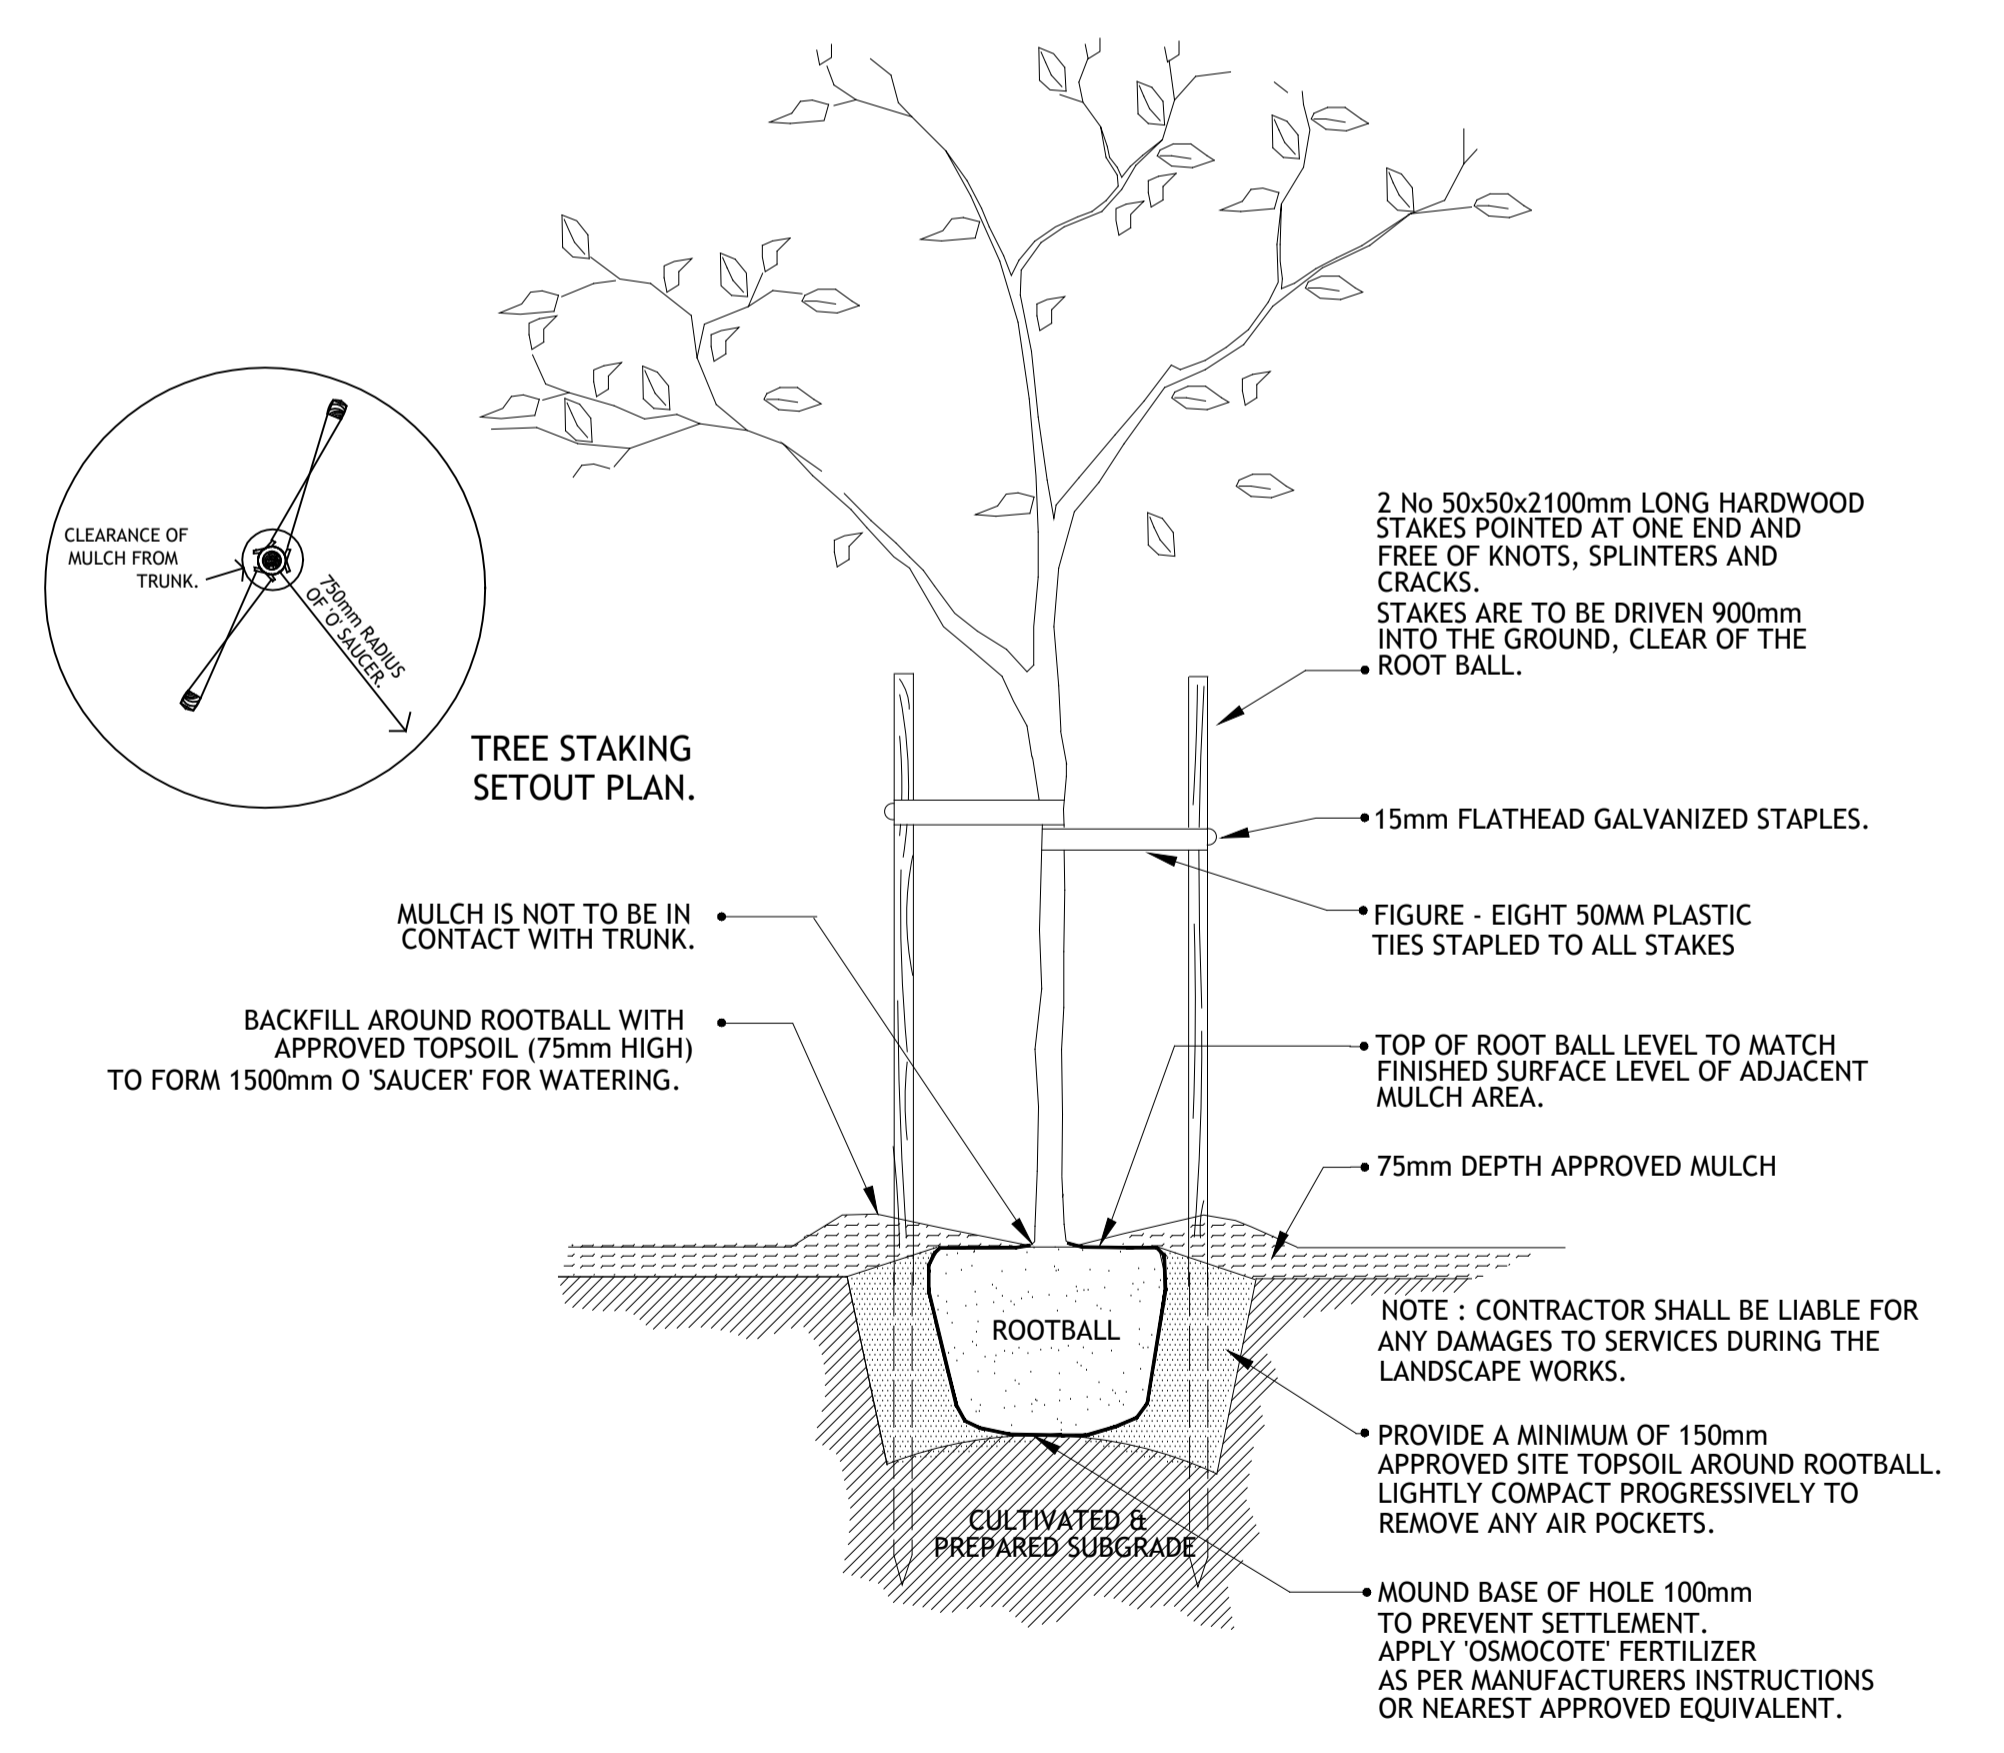 CLEARANCE OF
MULCH FROM
TRUNK.
750mm RADIUS
OF 'O' SAUCER.
TREE STAKING
SETOUT PLAN.
MULCH IS NOT TO BE IN
CONTACT WITH TRUNK.
BACKFILL AROUND ROOTBALL WITH
APPROVED TOPSOIL (75mm HIGH)
TO FORM 1500mm O 'SAUCER' FOR WATERING.
2 No 50x50x2100mm LONG HARDWOOD
STAKES POINTED AT ONE END AND
FREE OF KNOTS, SPLINTERS AND
CRACKS.
STAKES ARE TO BE DRIVEN 900mm
INTO THE GROUND, CLEAR OF THE
ROOT BALL.
15mm FLATHEAD GALVANIZED STAPLES.
FIGURE - EIGHT 50MM PLASTIC
TIES STAPLED TO ALL STAKES
TOP OF ROOT BALL LEVEL TO MATCH
FINISHED SURFACE LEVEL OF ADJACENT
MULCH AREA.
75mm DEPTH APPROVED MULCH
ROOTBALL
CULTIVATED &
PREPARED SUBGRADE
NOTE : CONTRACTOR SHALL BE LIABLE FOR
ANY DAMAGES TO SERVICES DURING THE
LANDSCAPE WORKS.
PROVIDE A MINIMUM OF 150mm
APPROVED SITE TOPSOIL AROUND ROOTBALL.
LIGHTLY COMPACT PROGRESSIVELY TO
REMOVE ANY AIR POCKETS.
MOUND BASE OF HOLE 100mm
TO PREVENT SETTLEMENT.
APPLY 'OSMOCOTE' FERTILIZER
AS PER MANUFACTURERS INSTRUCTIONS
OR NEAREST APPROVED EQUIVALENT.